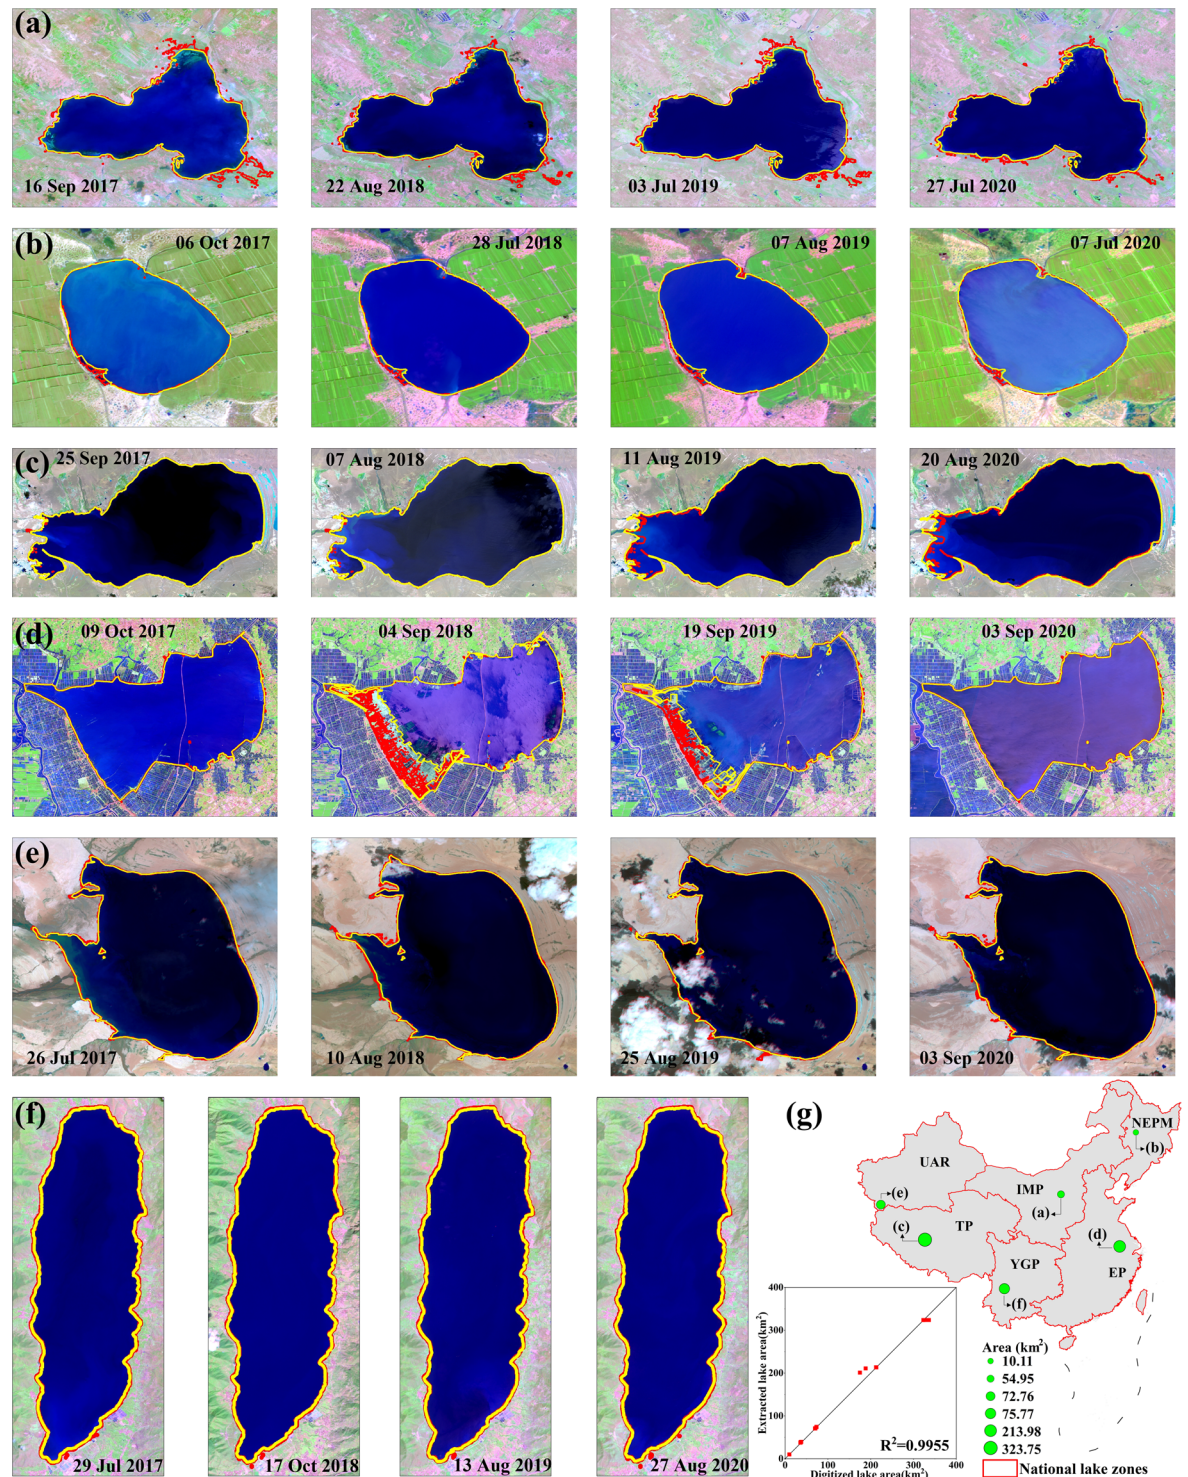 (a)
16 Sep 2017
22 Aug 2018
03 Jul 2019
27 Jul 2020
(b)
06 Oct 2017
28 Jul 2018
07 Aug 2019
07 Jul 2020
(c)
25 Sep 2017
07 Aug 2018
11 Aug 2019
20 Aug 2020
(d)
09 Oct 2017
04 Sep 2018
19 Sep 2019
03 Sep 2020
(e)
26 Jul 2017
10 Aug 2018
25 Aug 2019
03 Sep 2020
(f)
29 Jul 2017
17 Oct 2018
13 Aug 2019
27 Aug 2020
(g)
NEPM
(b)
UAR
IMP
(e)
(a)
(c)
TP
(d)
YGP
EP
(f)
400
300
200
100
0
0
100
200
300
400
Extracted lake area(km²)
Digitized lake area(km²)
R²=0.9955
Area (km²)
10.11
54.95
72.76
75.77
213.98
323.75
National lake zones